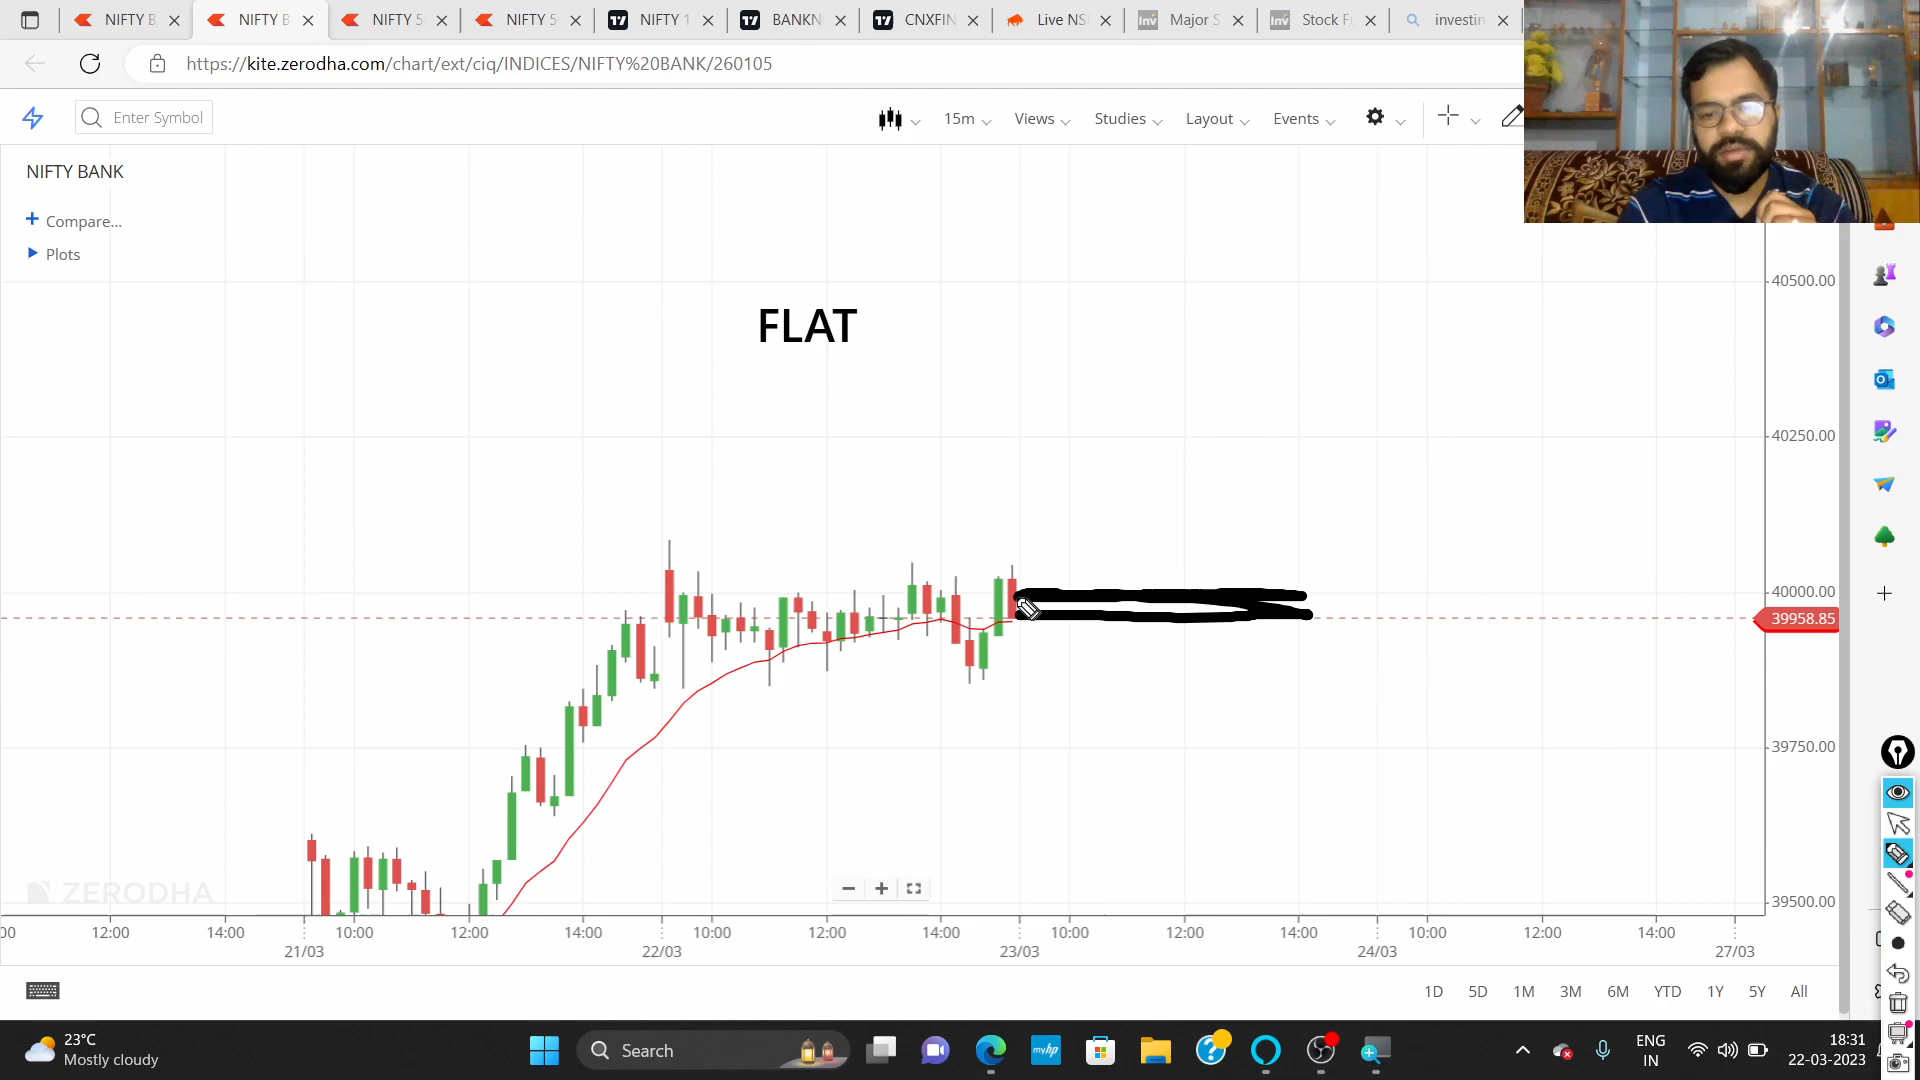 NIFTY B
NIFTY B
NIFTY 5
NIFTY 5
NIFTY 1
BANKN
CNXFIN
Live NS
Major S
Stock F
investin
https://kite.zerodha.com/chart/ext/ciq/INDICES/NIFTY%20BANK/260105
Enter Symbol
15m
Views
Studies
Layout
Events
NIFTY BANK
Compare...
Plots
FLAT
40500.00
40250.00
40000.00
39958.85
39750.00
39500.00
ZERODHA
00
12:00
14:00
10:00
12:00
14:00
10:00
12:00
14:00
10:00
12:00
14:00
10:00
12:00
14:00
21/03
22/03
23/03
24/03
27/03
1D
5D
1M
3M
6M
YTD
1Y
5Y
All
23°C
Mostly cloudy
Search
myhp
ENG
IN
18:31
22-03-2023